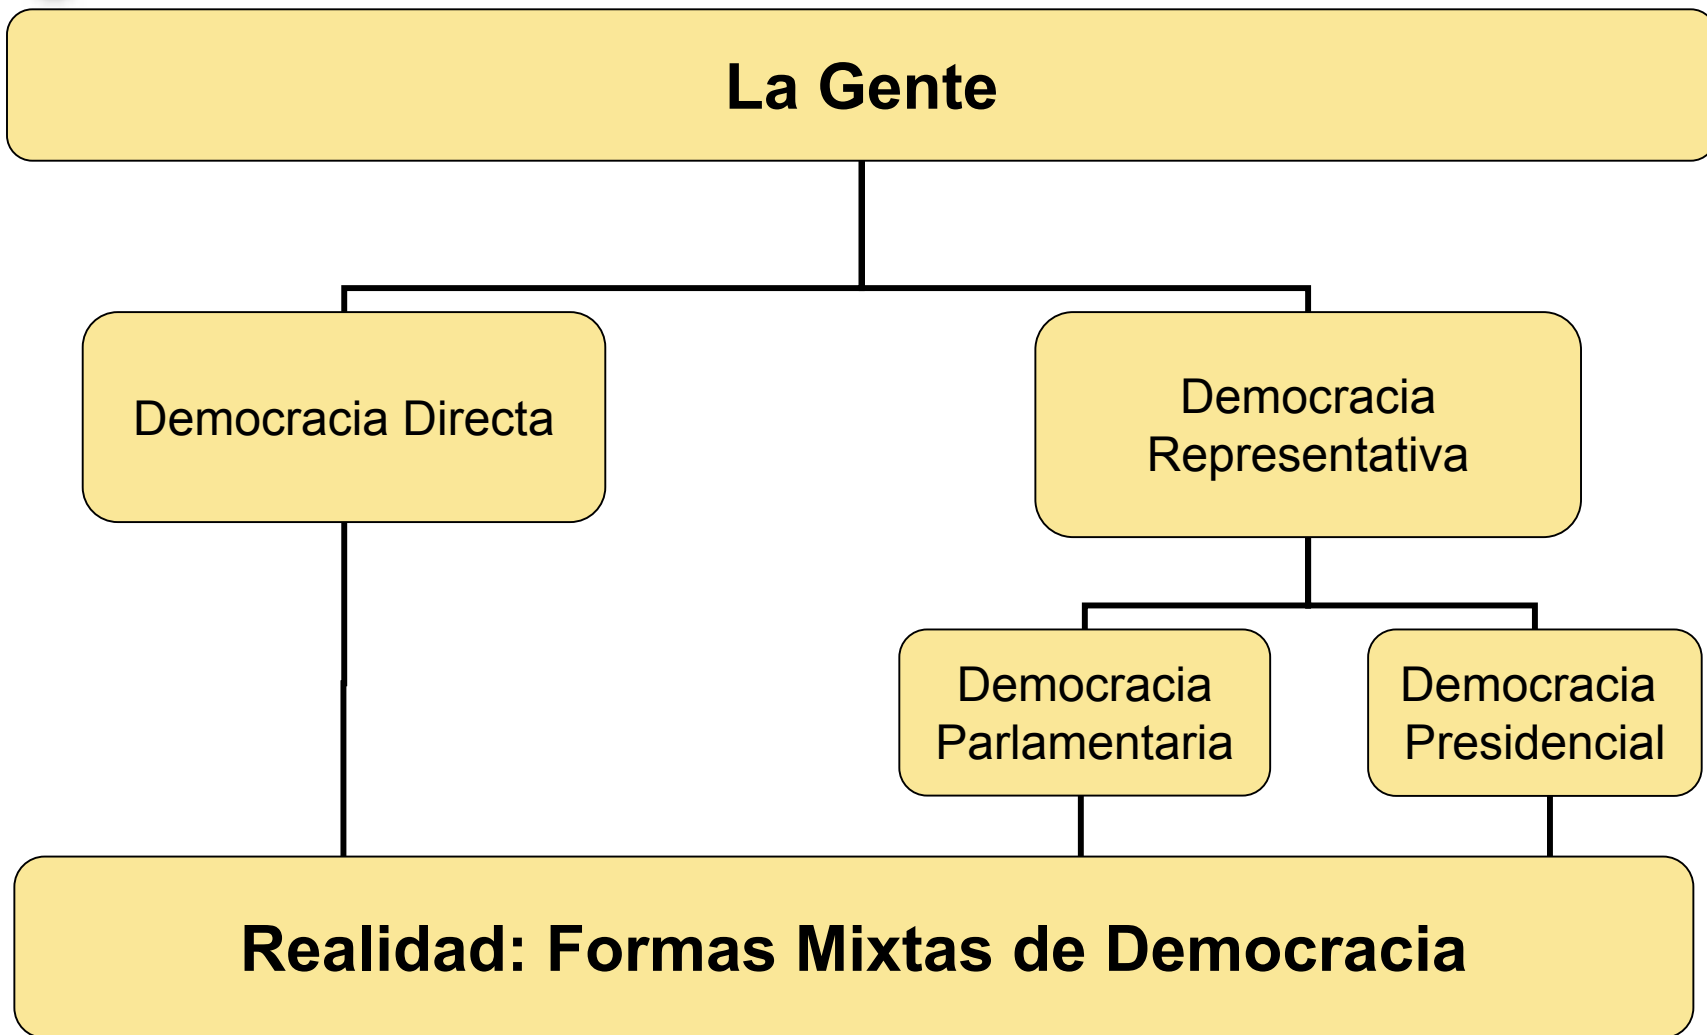 La Gente
Democracia Directa
Democracia
Representativa
Democracia
Parlamentaria
Democracia
Presidencial
Realidad: Formas Mixtas de Democracia